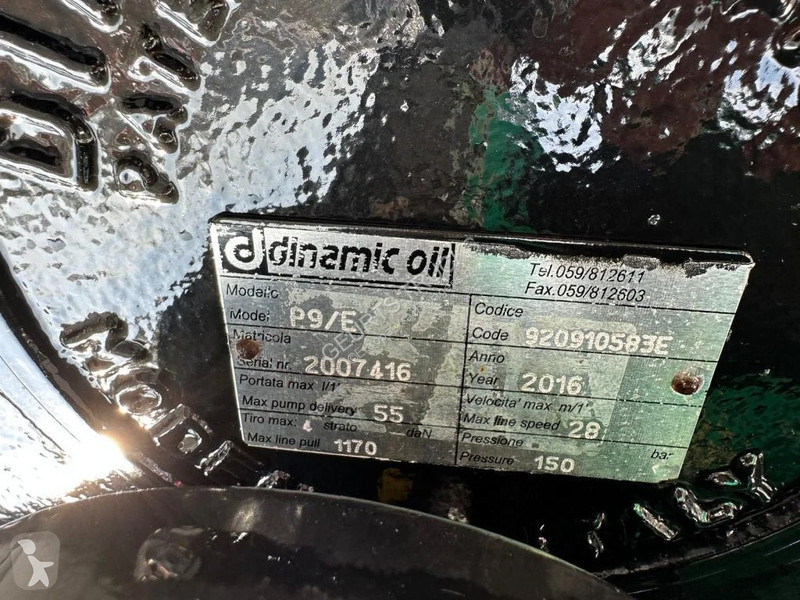 dinamic oil
Tel.059/812611
Fax.059/812603
Modello
Model P9/E
Codice
Code 920910583E
Matricola
Serial nr. 2007416
Anno
Year 2016
Portata max l/1'
Max pump delivery 55
Velocita' max m/1'
Max line speed 28
Tiro max: 4 strato daN
Max line pull 1170
Pressione bar
Pressure 150
ITALY